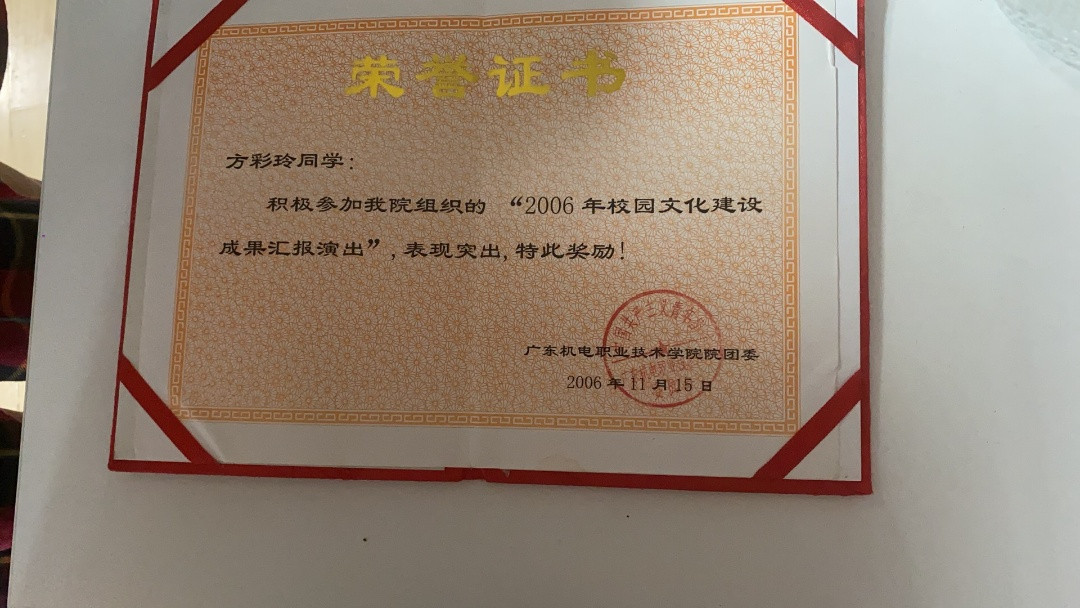 荣誉证书
方彩玲同学：
积极参加我院组织的 “2006年校园文化建设
成果汇报演出”，表现突出，特此奖励！
广东机电职业技术学院院团委
2006年11月15日